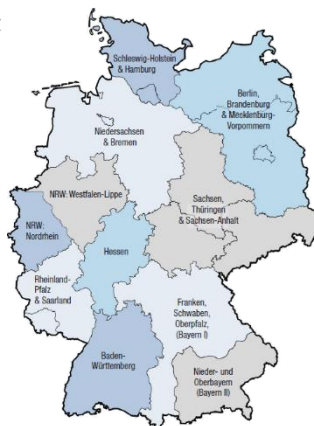 Schleswig-Holstein
& Hamburg
Berlin,
Brandenburg
& Mecklenburg-
Vorpommern
Niedersachsen
& Bremen
NRW: Westfalen-Lippe
Sachsen,
Thüringen
& Sachsen-Anhalt
NRW:
Nordrhein
Hessen
Rheinland-
Pfalz
& Saarland
Franken,
Schwaben,
Oberpfalz,
(Bayern I)
Baden-
Württemberg
Nieder- und
Oberbayern
(Bayern II)